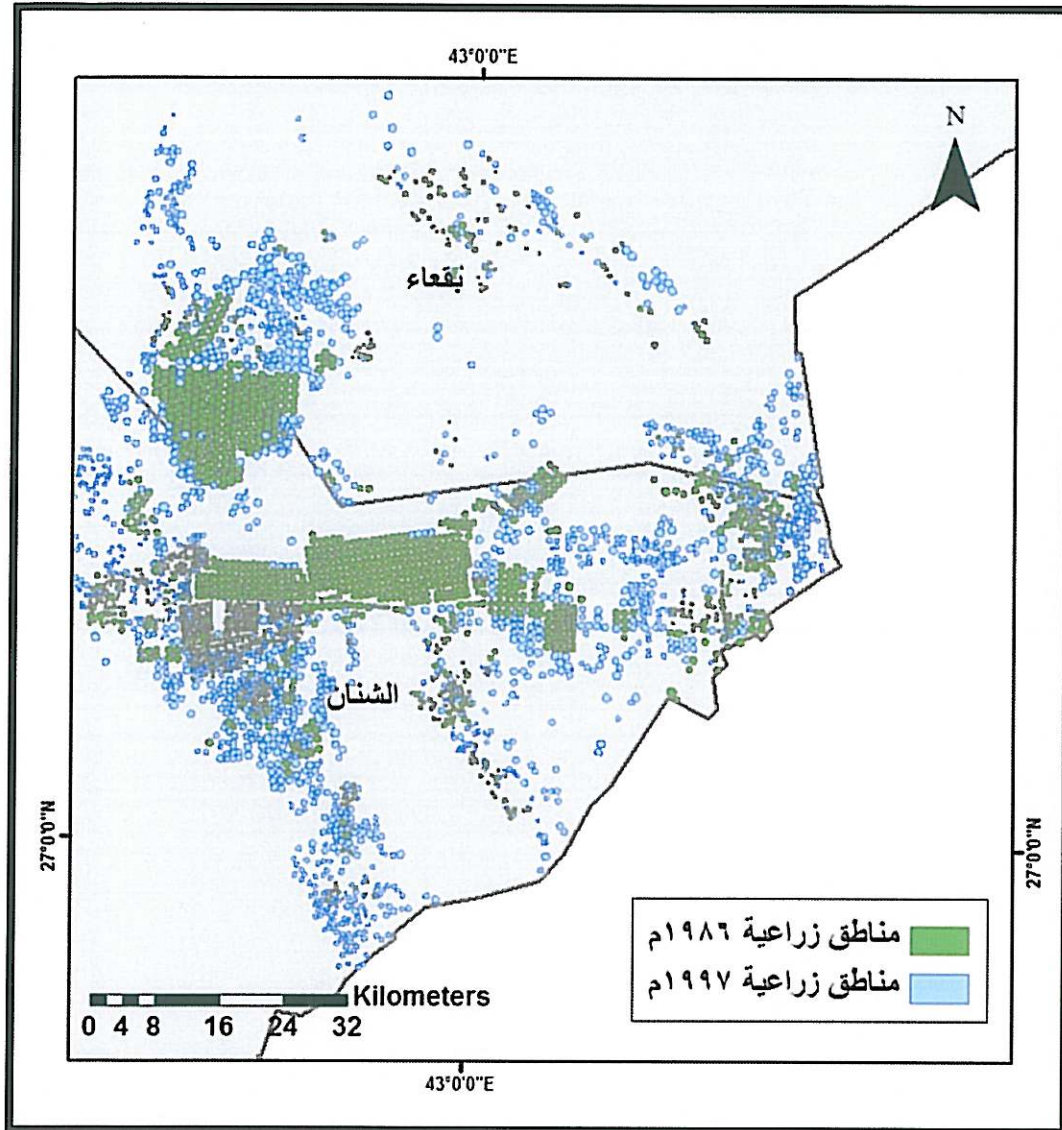 43°0'0"E
N
بقعاء
الشنان
27°0'0"N
27°0'0"N
مناطق زراعية ١٩٨٦م
مناطق زراعية ١٩٩٧م
Kilometers
0 4 8 16 24 32
43°0'0"E